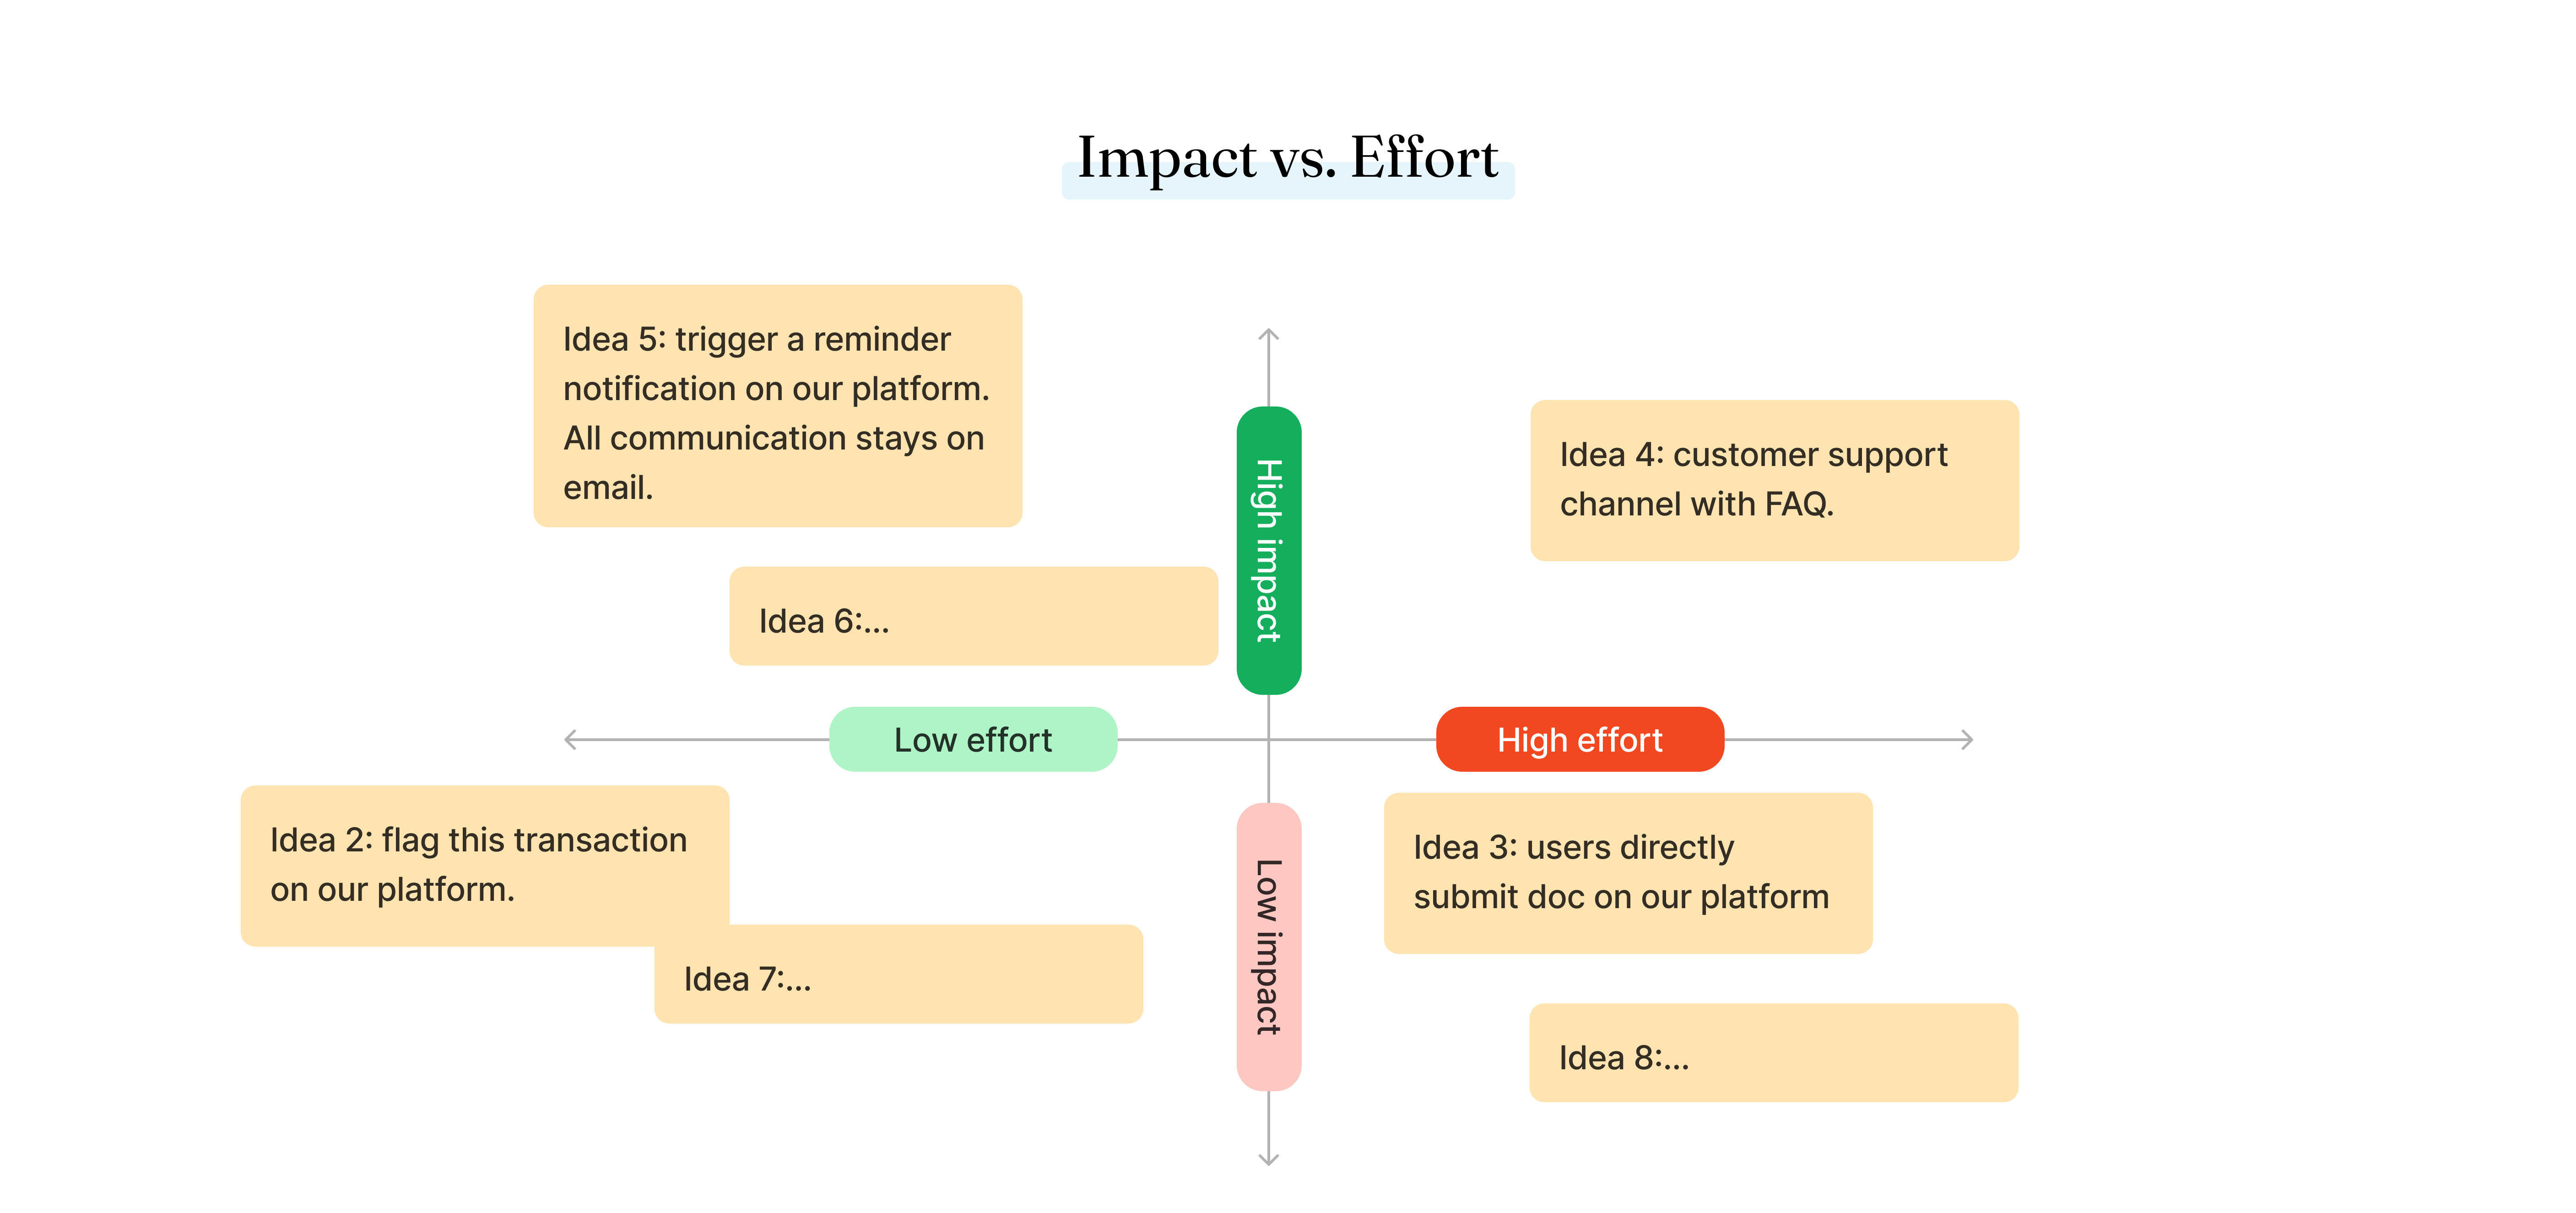 Impact vs. Effort
Idea 5: trigger a reminder
notification on our platform.
All communication stays on
email.
Idea 4: customer support
channel with FAQ.
High impact
Idea 6:...
Low effort
High effort
Idea 2: flag this transaction
on our platform.
Idea 3: users directly
submit doc on our platform
Low impact
Idea 7:...
Idea 8:...